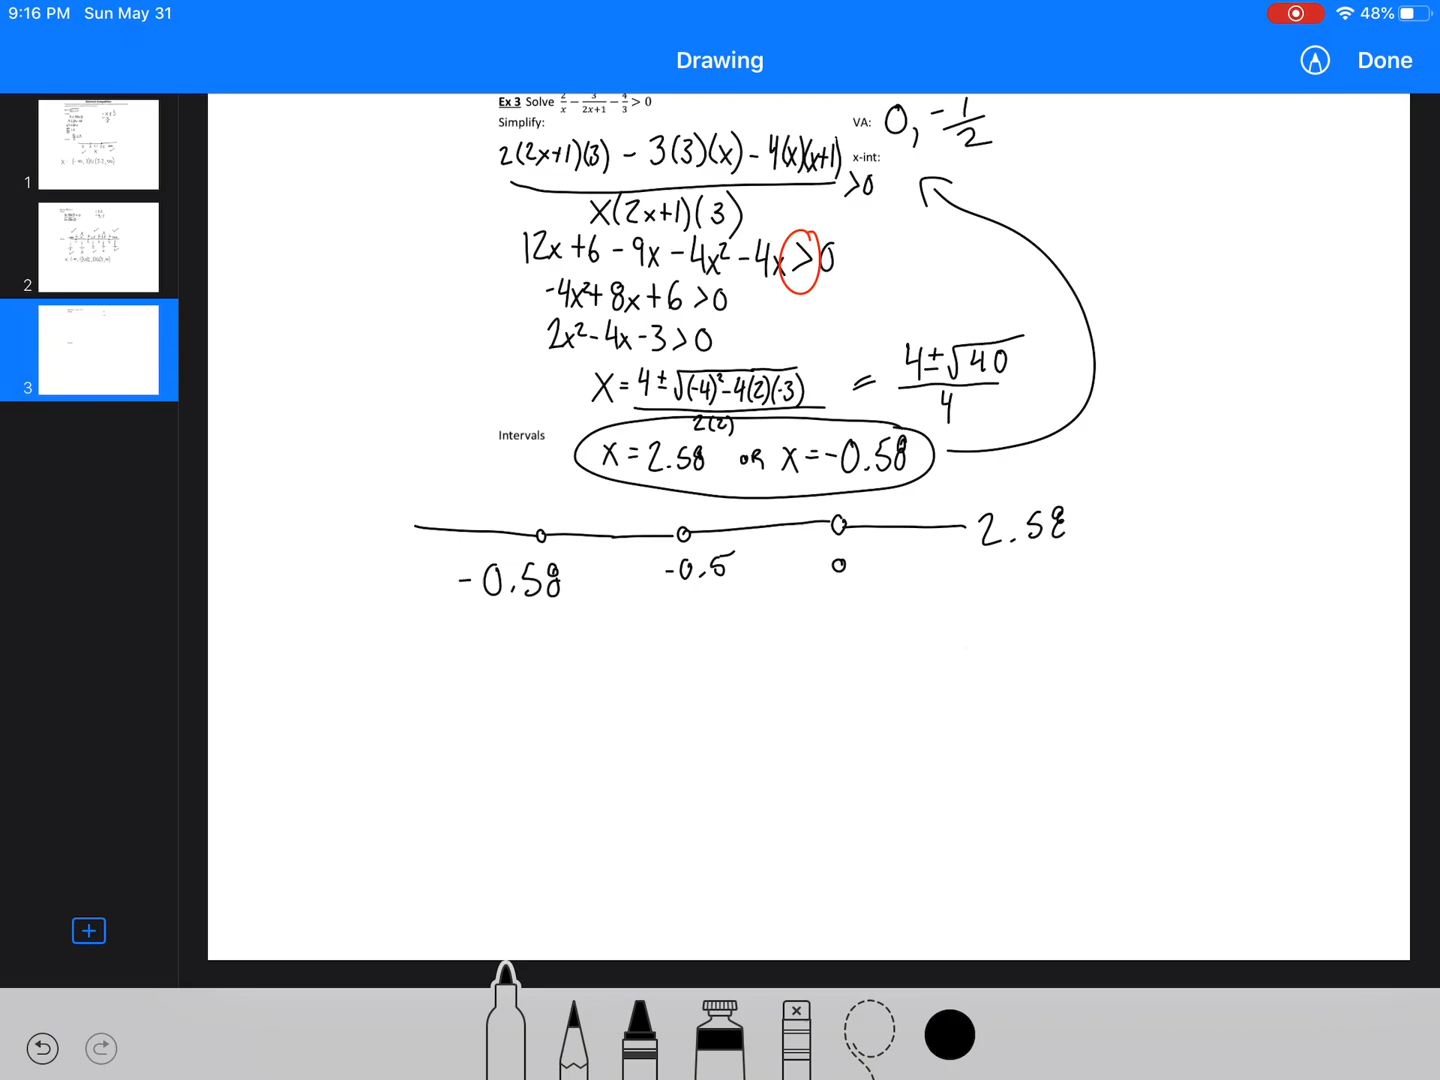 9:16 PM Sun May 31
48%
Drawing
Done
1
2
3
Ex 3 Solve 2/x − 3/(2x+1) − 4/3 > 0
Simplify:
VA: 0, -1/2
x-int:
2(2x+1)(3) - 3(3)(x) - 4(x)(x+1)
>0
x(2x+1)(3)
12x + 6 - 9x - 4x² - 4x > 0
-4x² + 8x + 6 > 0
2x² - 4x - 3 > 0
x = 4 ± √(-4)² - 4(2)(-3) / 2(2) = 4 ± √40 / 4
Intervals
x = 2.58 OR x = -0.58
2.58
-0.58 -0.5 0